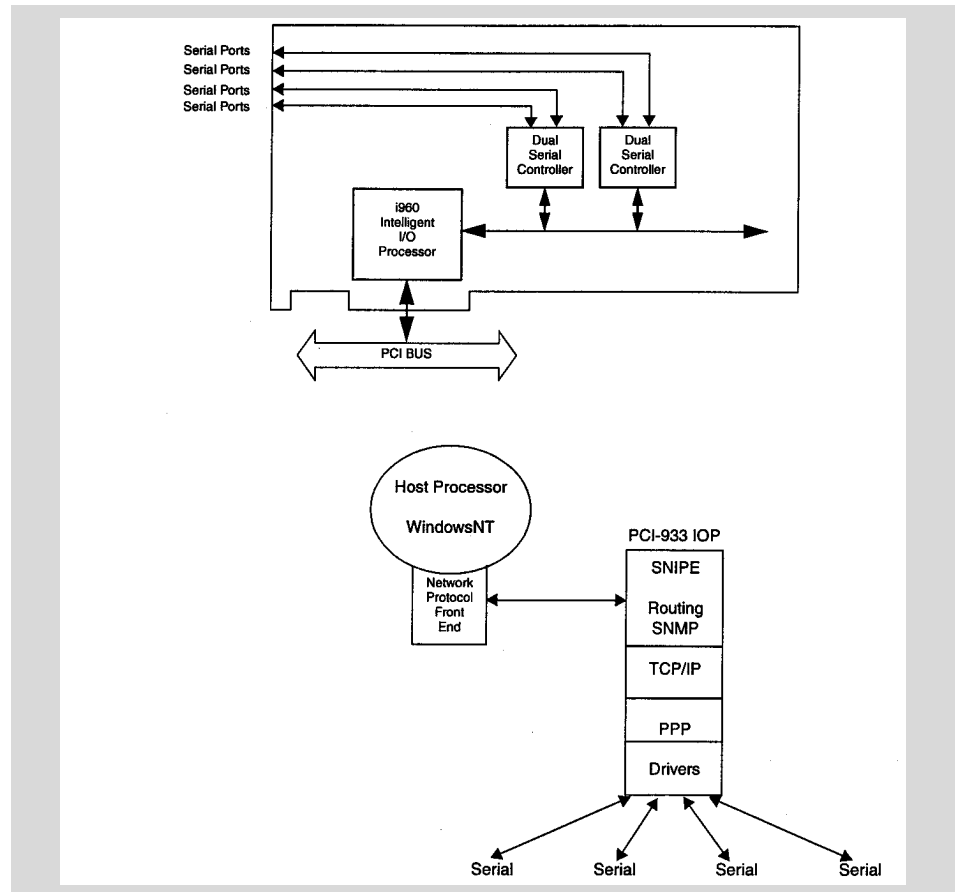 Serial Ports
Serial Ports
Serial Ports
Serial Ports
Dual
Serial
Controller
Dual
Serial
Controller
i960
Intelligent
I/O
Processor
PCI BUS
Host Processor
WindowsNT
Network
Protocol
Front
End
PCI-933 IOP
SNIPE
Routing
SNMP
TCP/IP
PPP
Drivers
Serial
Serial
Serial
Serial